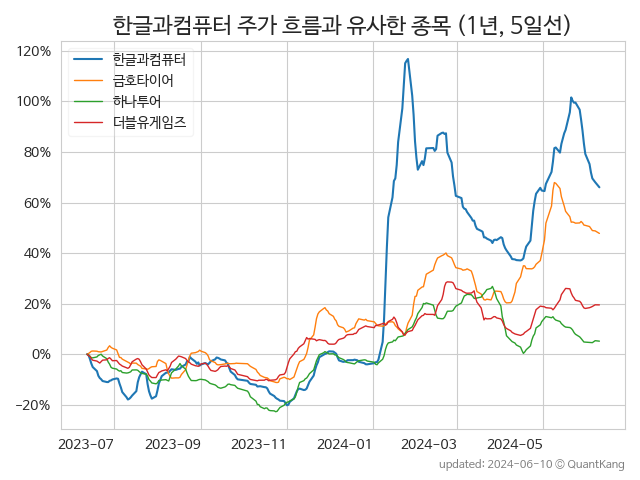 한글과컴퓨터 주가 흐름과 유사한 종목 (1년, 5일선)
한글과컴퓨터
금호타이어
하나투어
더블유게임즈
120%
100%
80%
60%
40%
20%
0%
−20%
2023-07
2023-09
2023-11
2024-01
2024-03
2024-05
updated: 2024-06-10 © QuantKang